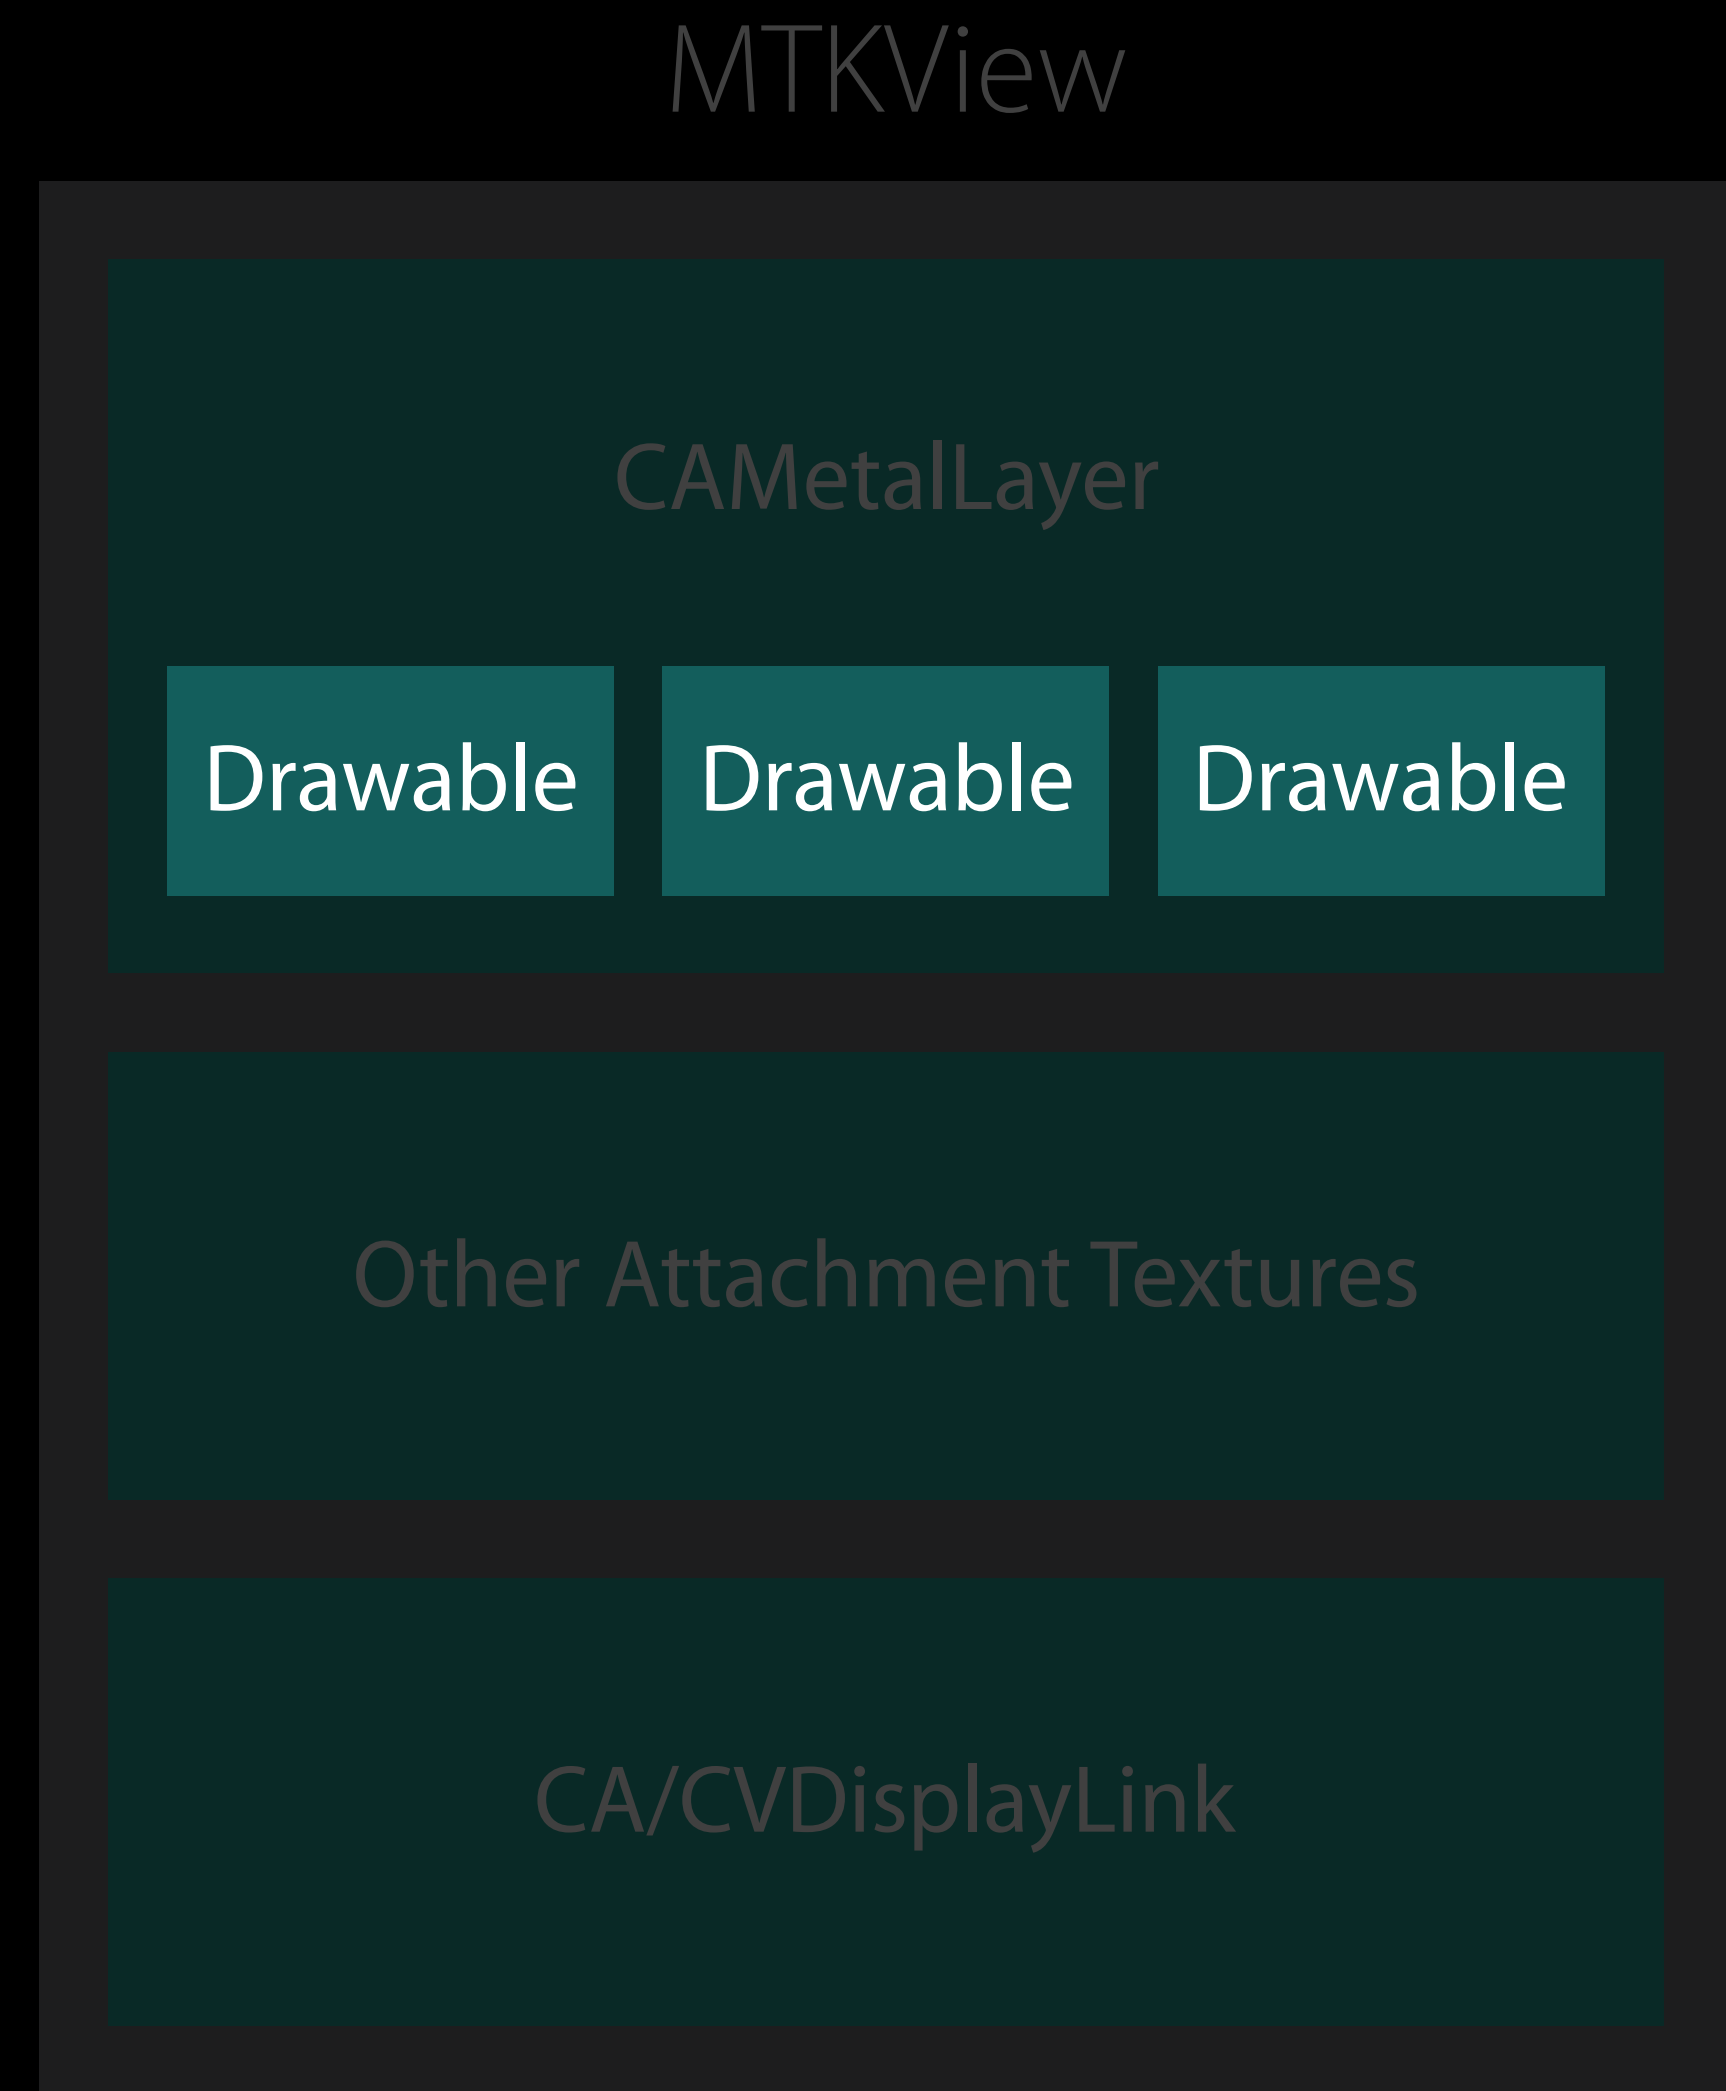 MTKView
CAMetalLayer
Drawable Drawable Drawable
Other Attachment Textures
CA/CVDisplayLink